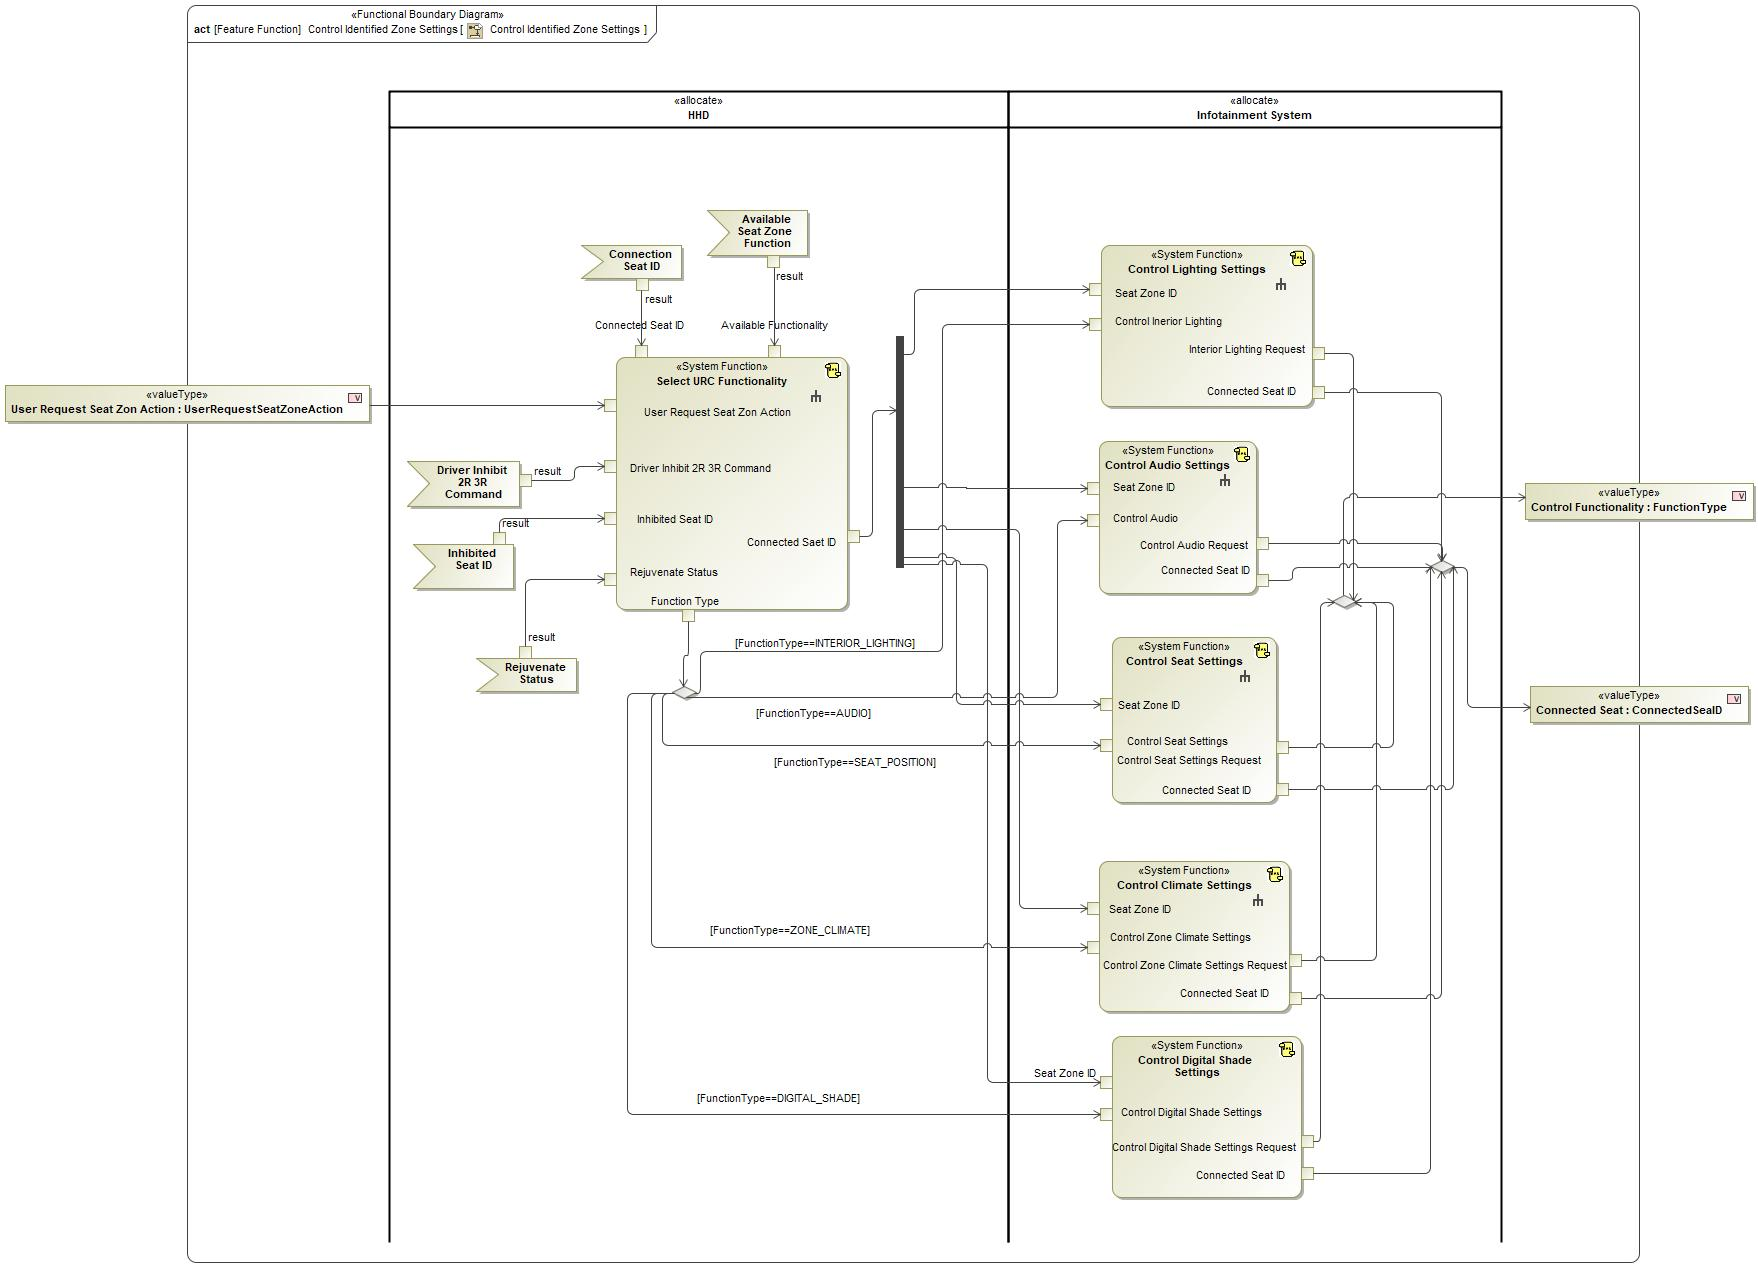 «Functional Boundary Diagram»
act [Feature Function] Control Identified Zone Settings [ Control Identified Zone Settings ]
«allocate»
HHD
«allocate»
Infotainment System
Available
Seat Zone
Function
result
Connection
Seat ID
result
Connected Seat ID
Available Functionality
«valueType»
User Request Seat Zon Action : UserRequestSeatZoneAction
V
«System Function»
Select URC Functionality
User Request Seat Zon Action
Driver Inhibit 2R 3R Command
Inhibited Seat ID
Connected Saet ID
Rejuvenate Status
Function Type
Driver Inhibit
2R 3R
Command
result
result
Inhibited
Seat ID
result
Rejuvenate
Status
[FunctionType==INTERIOR_LIGHTING]
[FunctionType==AUDIO]
[FunctionType==SEAT_POSITION]
[FunctionType==ZONE_CLIMATE]
[FunctionType==DIGITAL_SHADE]
«System Function»
Control Lighting Settings
Seat Zone ID
Control Inerior Lighting
Interior Lighting Request
Connected Seat ID
«System Function»
Control Audio Settings
Seat Zone ID
Control Audio
Control Audio Request
Connected Seat ID
«System Function»
Control Seat Settings
Seat Zone ID
Control Seat Settings
Control Seat Settings Request
Connected Seat ID
«System Function»
Control Climate Settings
Seat Zone ID
Control Zone Climate Settings
Control Zone Climate Settings Request
Connected Seat ID
«System Function»
Control Digital Shade
Settings
Seat Zone ID
Control Digital Shade Settings
Control Digital Shade Settings Request
Connected Seat ID
«valueType»
Control Functionality : FunctionType
V
«valueType»
Connected Seat : ConnectedSeaID
V